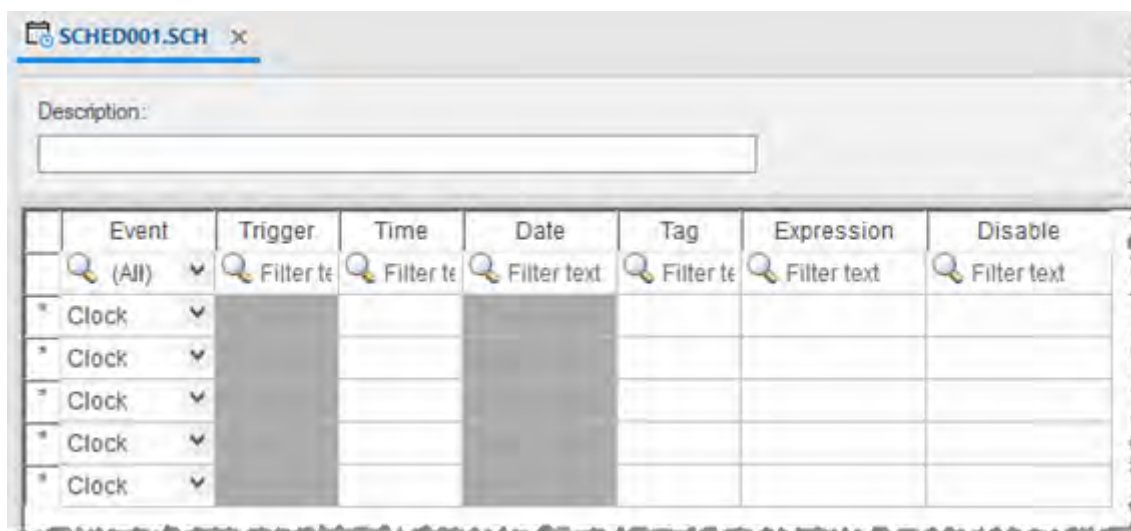 SCHED001.SCH ×
Description:
Event Trigger Time Date Tag Expression Disable
(All) Filter te Filter te Filter text Filter te Filter text Filter text
* Clock
* Clock
* Clock
* Clock
* Clock